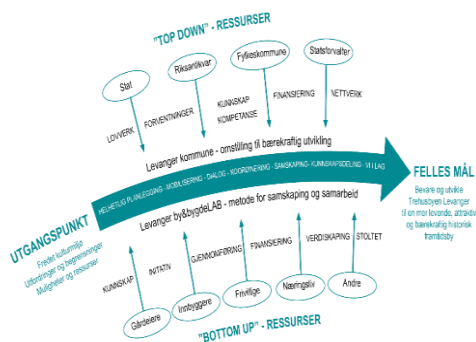 "TOP DOWN" - RESSURSER
Stat
Riksantikvar
Fylkeskommune
Statsforvalter
LOVVERK
FORVENTNINGER
KUNNSKAP
KOMPETANSE
FINANSIERING
NETTVERK
Levanger kommune - omstilling til bærekraftig utvikling
HELHETLIG PLANLEGGING - MOBILISERING - DIALOG - KOORDINERING - SAMSKAPING - KUNNSKAPSDELING - VI I LAG
Levanger by&bygdeLAB - metode for samskaping og samarbeid
UTGANGSPUNKT
Fredet kulturmiljø
Utfordringer og begrensninger
Muligheter og ressurser
FELLES MÅL
Bevare og utvikle
Trehusbyen Levanger
til en mer levende, attraktiv
og bærekraftig historisk
framtidsby
KUNNSKAP
INITATIV
GJENNOMFØRING
FINANSIERING
VERDISKAPING
STOLTET
Gårdeiere
Innbyggere
Frivillige
Næringsliv
Andre
"BOTTOM UP" - RESSURSER